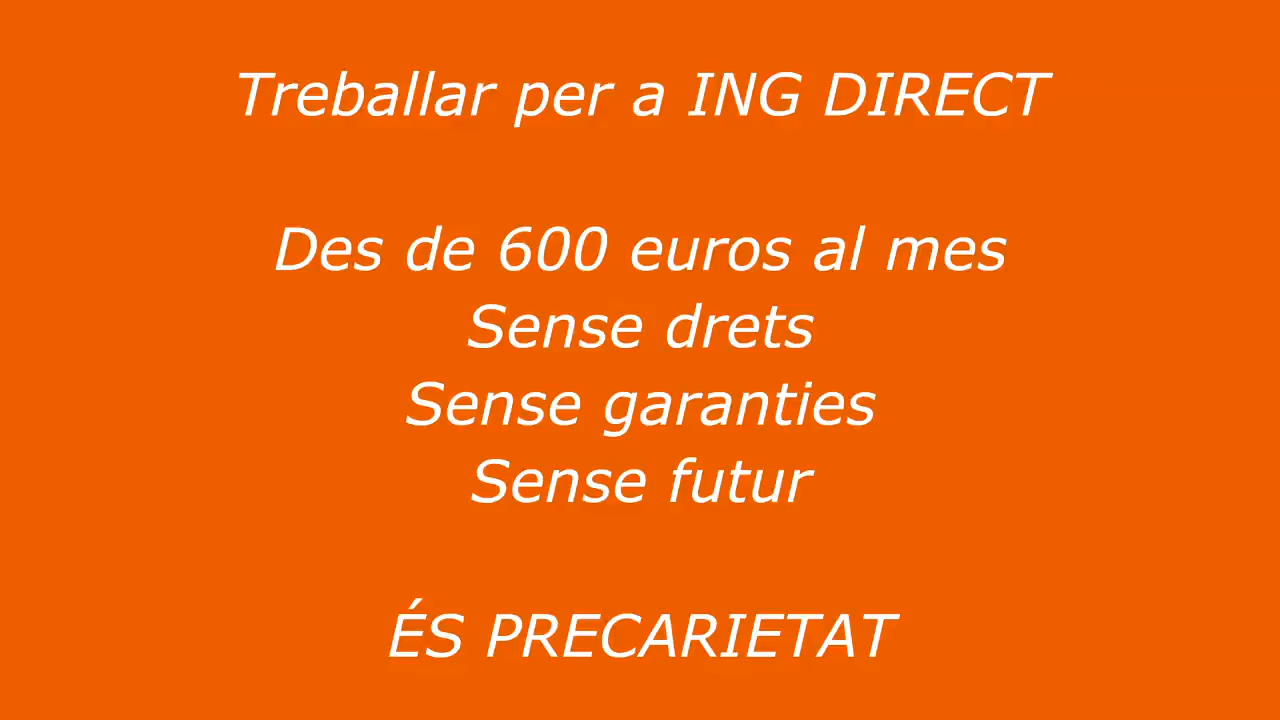 Treballar per a ING DIRECT
Des de 600 euros al mes
Sense drets
Sense garanties
Sense futur
ÉS PRECARIETAT